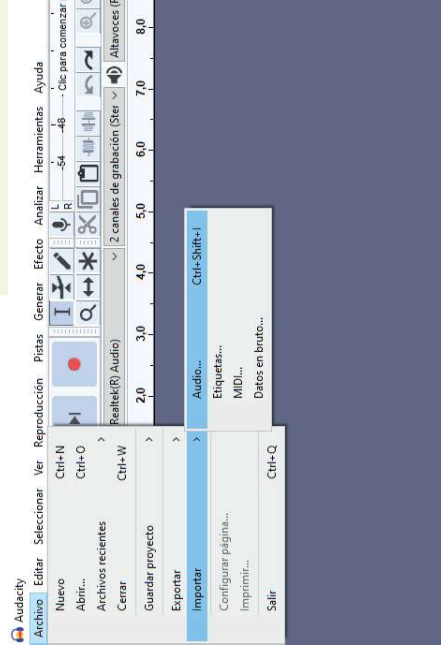 Audacity
Archivo Editar Seleccionar Ver Reproducción Pistas Generar Efecto Analizar Herramientas Ayuda
Nuevo Ctrl+N
Abrir... Ctrl+O
Archivos recientes >
Cerrar Ctrl+W
Guardar proyecto >
Exportar >
Importar >
Configurar página...
Imprimir...
Salir Ctrl+Q
L
R
-54 -48 - Clic para comenzar
Realtek(R) Audio) 2 canales de grabación (Ster Altavoces (
2,0 3,0 4,0 5,0 6,0 7,0 8,0
Audio... Ctrl+Shift+I
Etiquetas...
MIDI...
Datos en bruto...